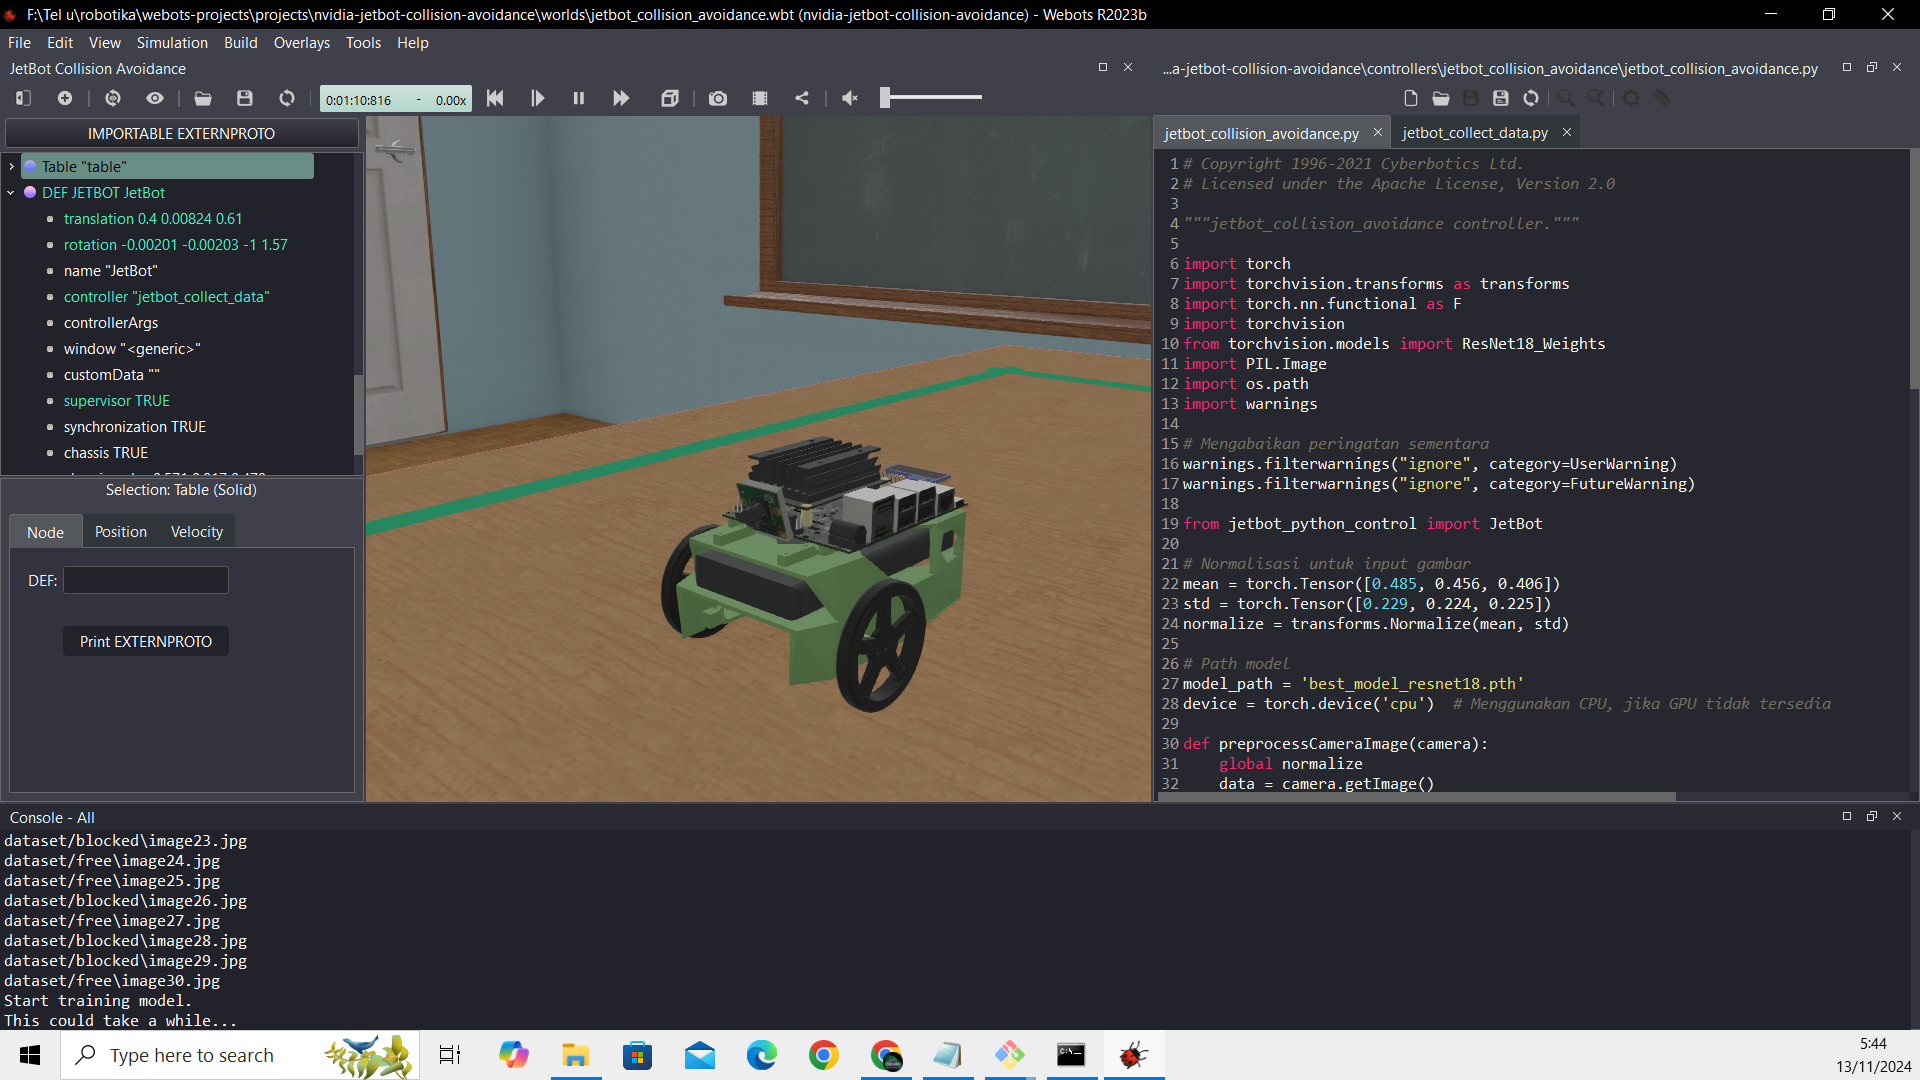 F:\Tel u\robotika\webots-projects\projects\nvidia-jetbot-collision-avoidance\worlds\jetbot_collision_avoidance.wbt (nvidia-jetbot-collision-avoidance) - Webots R2023b
File Edit View Simulation Build Overlays Tools Help
JetBot Collision Avoidance
0:01:10:816 - 0.00x
IMPORTABLE EXTERNPROTO
Table "table"
DEF JETBOT JetBot
translation 0.4 0.00824 0.61
rotation -0.00201 -0.00203 -1 1.57
name "JetBot"
controller "jetbot_collect_data"
controllerArgs
window "<generic>"
customData ""
supervisor TRUE
synchronization TRUE
chassis TRUE
Selection: Table (Solid)
Node Position Velocity
DEF:
Print EXTERNPROTO
...a-jetbot-collision-avoidance\controllers\jetbot_collision_avoidance\jetbot_collision_avoidance.py
jetbot_collision_avoidance.py jetbot_collect_data.py
1 # Copyright 1996-2021 Cyberbotics Ltd.
2 # Licensed under the Apache License, Version 2.0
3
4 """jetbot_collision_avoidance controller."""
5
6 import torch
7 import torchvision.transforms as transforms
8 import torch.nn.functional as F
9 import torchvision
10 from torchvision.models import ResNet18_Weights
11 import PIL.Image
12 import os.path
13 import warnings
14
15 # Mengabaikan peringatan sementara
16 warnings.filterwarnings("ignore", category=UserWarning)
17 warnings.filterwarnings("ignore", category=FutureWarning)
18
19 from jetbot_python_control import JetBot
20
21 # Normalisasi untuk input gambar
22 mean = torch.Tensor([0.485, 0.456, 0.406])
23 std = torch.Tensor([0.229, 0.224, 0.225])
24 normalize = transforms.Normalize(mean, std)
25
26 # Path model
27 model_path = 'best_model_resnet18.pth'
28 device = torch.device('cpu')  # Menggunakan CPU, jika GPU tidak tersedia
29
30 def preprocessCameraImage(camera):
31     global normalize
32     data = camera.getImage()
Console - All
dataset/blocked\image23.jpg
dataset/free\image24.jpg
dataset/free\image25.jpg
dataset/blocked\image26.jpg
dataset/free\image27.jpg
dataset/blocked\image28.jpg
dataset/blocked\image29.jpg
dataset/free\image30.jpg
Start training model.
This could take a while...
Type here to search
5:44
13/11/2024